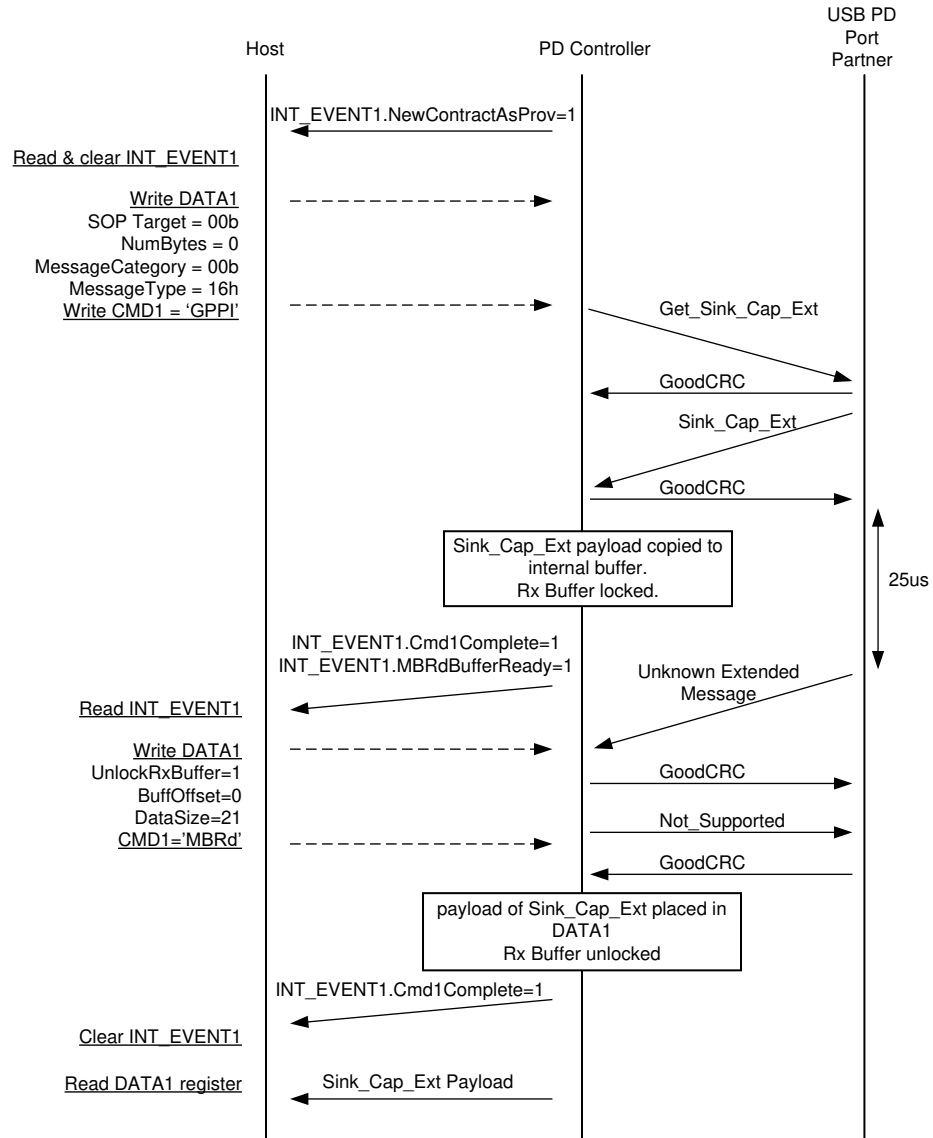 USB PD
Port
Partner
Host
PD Controller
INT_EVENT1.NewContractAsProv=1
Read & clear INT_EVENT1
Write DATA1
SOP Target = 00b
NumBytes = 0
MessageCategory = 00b
MessageType = 16h
Write CMD1 = ‘GPPI’
Get_Sink_Cap_Ext
GoodCRC
Sink_Cap_Ext
GoodCRC
Sink_Cap_Ext payload copied to
internal buffer.
Rx Buffer locked.
25us
INT_EVENT1.Cmd1Complete=1
INT_EVENT1.MBRdBufferReady=1
Unknown Extended
Message
Read INT_EVENT1
Write DATA1
UnlockRxBuffer=1
BuffOffset=0
DataSize=21
CMD1=’MBRd’
GoodCRC
Not_Supported
GoodCRC
payload of Sink_Cap_Ext placed in
DATA1
Rx Buffer unlocked
INT_EVENT1.Cmd1Complete=1
Clear INT_EVENT1
Read DATA1 register
Sink_Cap_Ext Payload